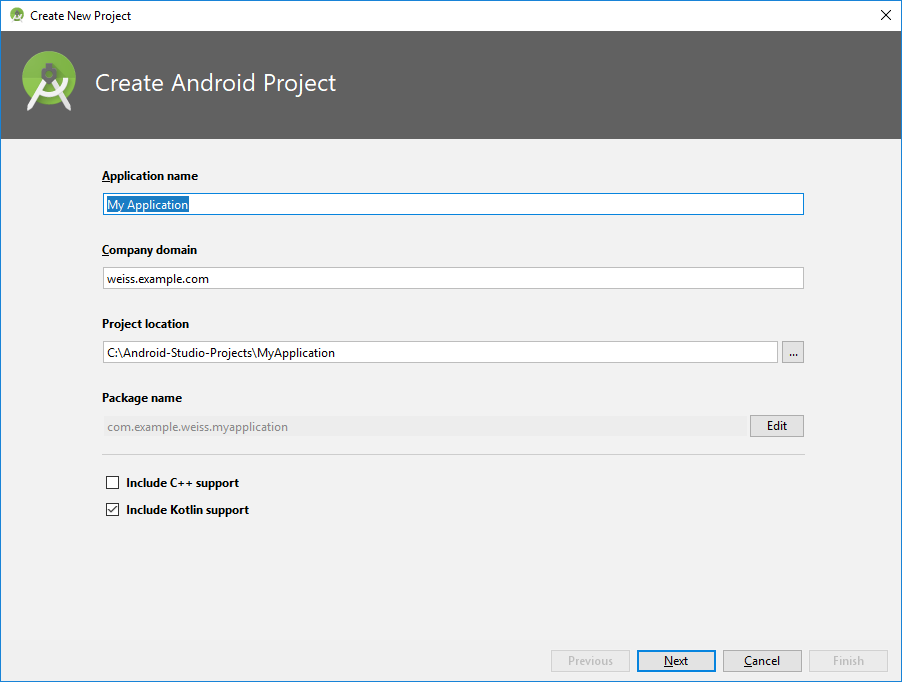 Create New Project
Create Android Project
Application name
My Application
Company domain
weiss.example.com
Project location
C:\Android-Studio-Projects\MyApplication
...
Package name
com.example.weiss.myapplication
Edit
Include C++ support
Include Kotlin support
Previous Next Cancel Finish